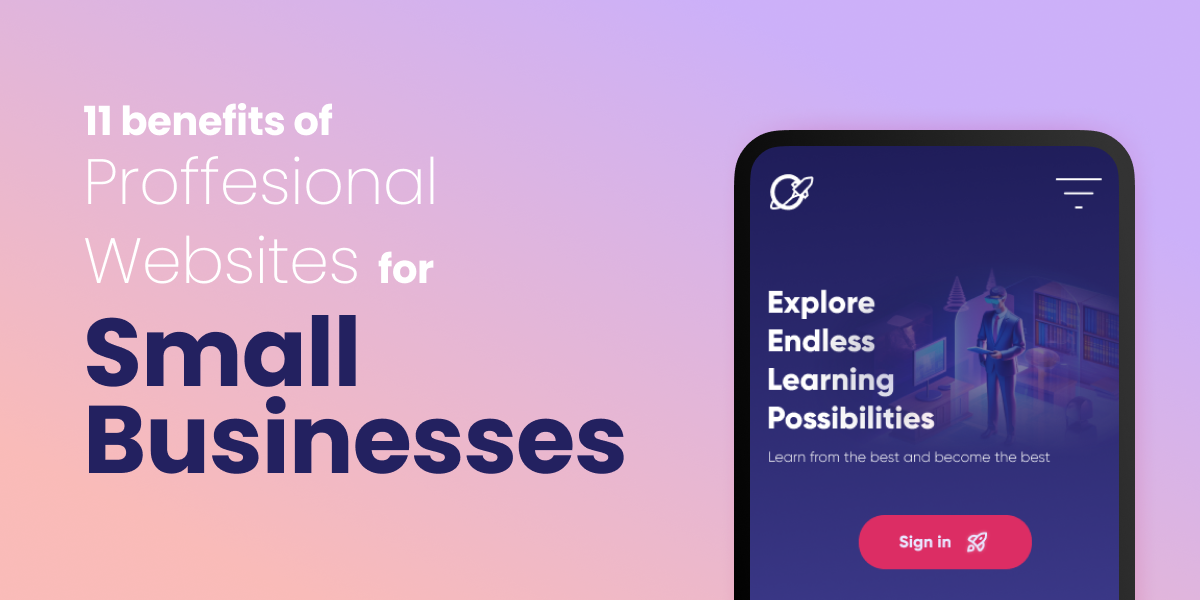 11 benefits of
Proffesional
Websites for
Small
Businesses
Explore
Endless
Learning
Possibilities
Learn from the best and become the best
Sign in